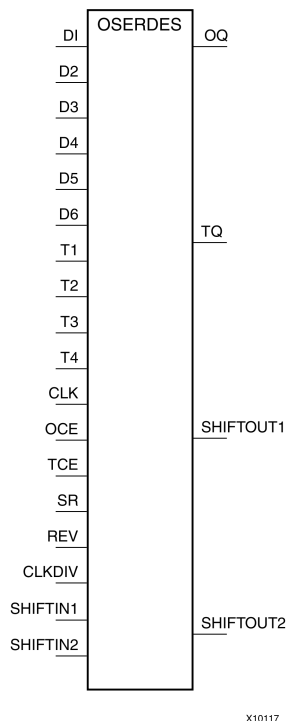 OSERDES
DI
OQ
D2
D3
D4
D5
D6
TQ
T1
T2
T3
T4
CLK
OCE
SHIFTOUT1
TCE
SR
REV
CLKDIV
SHIFTIN1
SHIFTOUT2
SHIFTIN2
X10117